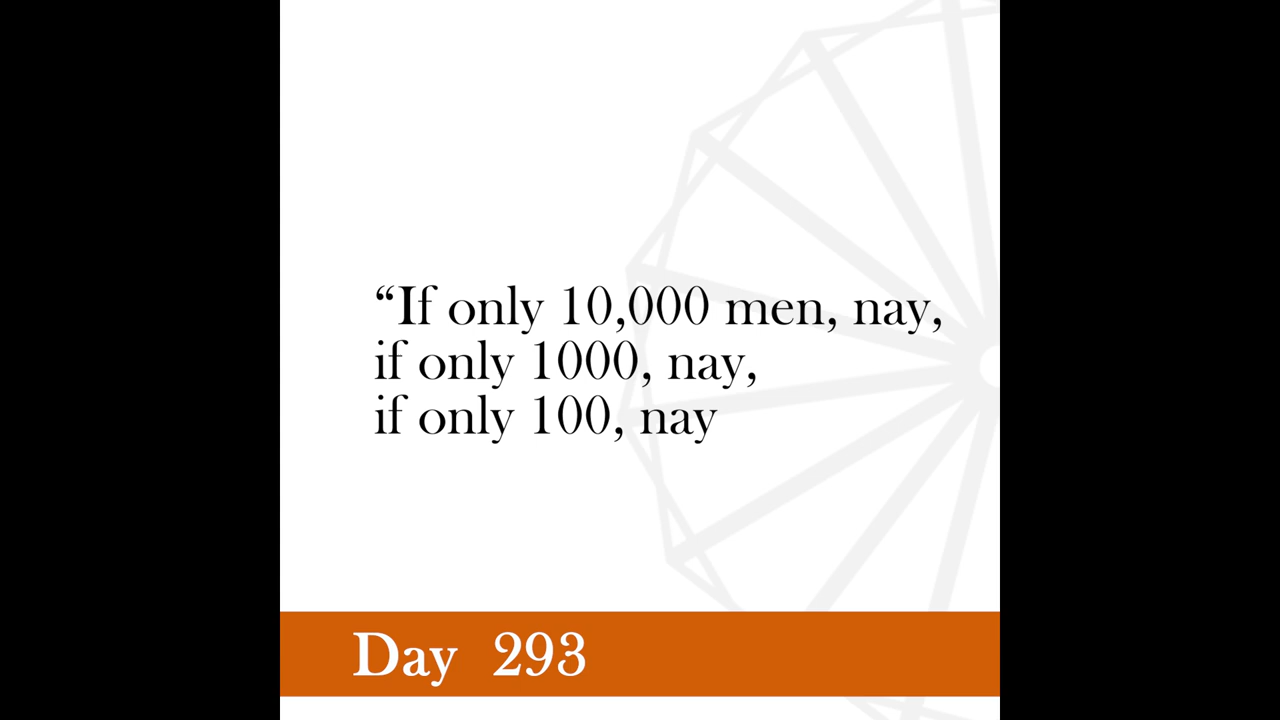 “If only 10,000 men, nay,
if only 1000, nay,
if only 100, nay
Day 293